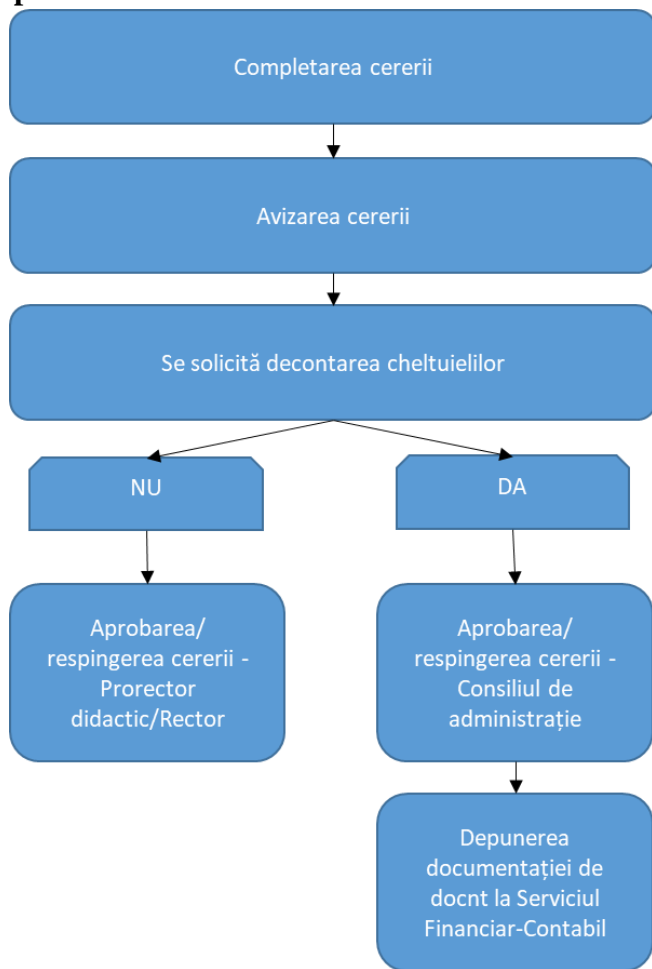 Completarea cererii
Avizarea cererii
Se solicită decontarea cheltuielilor
NU
DA
Aprobarea/
respingerea cererii -
Prorector
didactic/Rector
Aprobarea/
respingerea cererii -
Consiliul de
administrație
Depunerea
documentației de
docnt la Serviciul
Financiar-Contabil